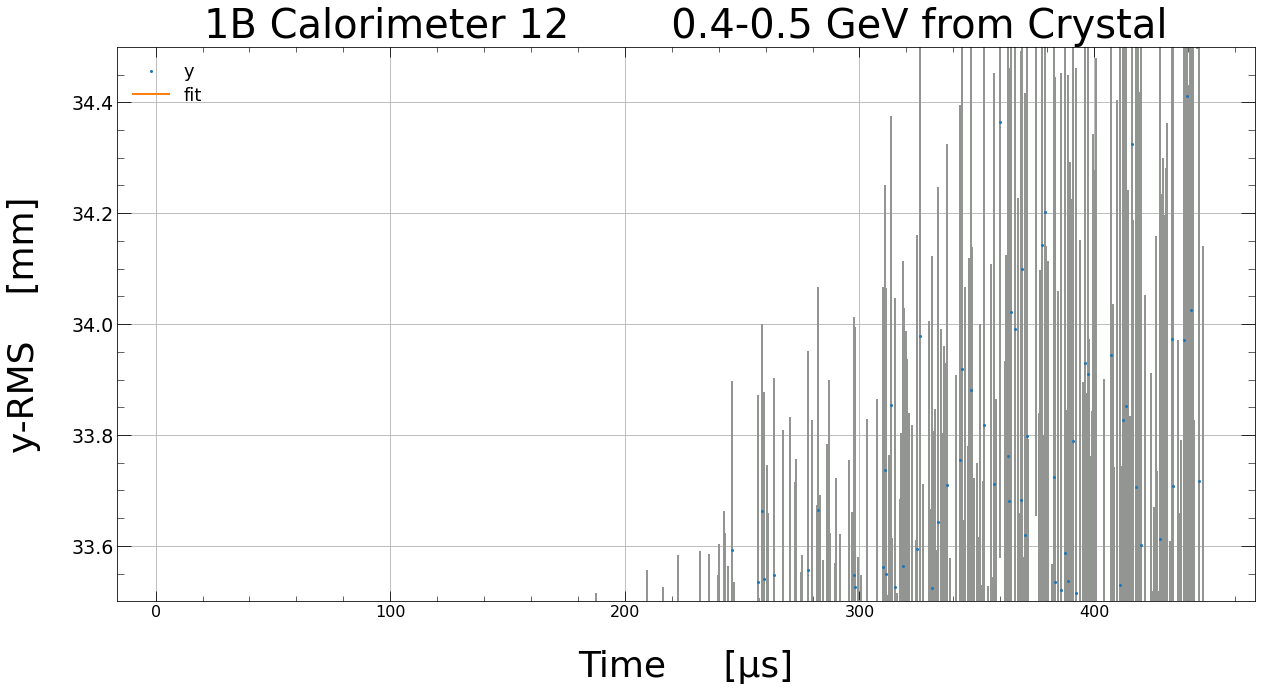 1B Calorimeter 12 0.4-0.5 GeV from Crystal
y
fit
34.4
34.2
34.0
33.8
33.6
y-RMS [mm]
0 100 200 300 400
Time [µs]